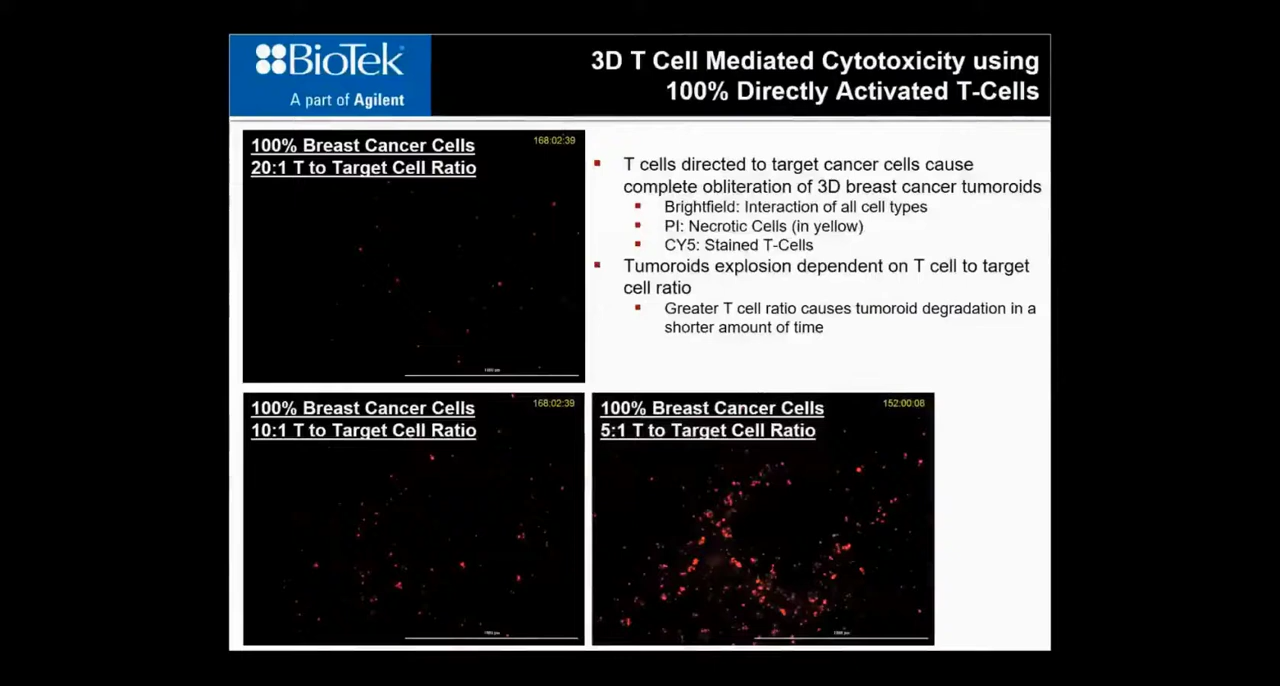 BioTek
A part of Agilent
3D T Cell Mediated Cytotoxicity using
100% Directly Activated T-Cells
100% Breast Cancer Cells
20:1 T to Target Cell Ratio
168:02:39
T cells directed to target cancer cells cause
complete obliteration of 3D breast cancer tumoroids
Brightfield: Interaction of all cell types
PI: Necrotic Cells (in yellow)
CY5: Stained T-Cells
Tumoroids explosion dependent on T cell to target
cell ratio
Greater T cell ratio causes tumoroid degradation in a
shorter amount of time
100% Breast Cancer Cells
10:1 T to Target Cell Ratio
168:02:39
100% Breast Cancer Cells
5:1 T to Target Cell Ratio
152:00:08